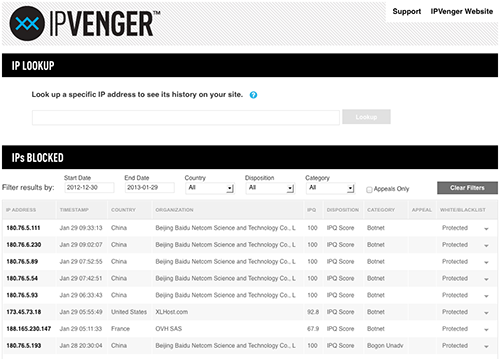 IPVENGER™
Support IPVenger Website
IP LOOKUP
Look up a specific IP address to see its history on your site. ?
Lookup
IPs BLOCKED
Filter results by:
Start Date End Date Country Disposition Category
2012-12-30 2013-01-29 All All All Appeals Only Clear Filters
IP ADDRESS TIMESTAMP COUNTRY ORGANIZATION IPQ DISPOSITION CATEGORY APPEAL WHITE/BLACKLIST
180.76.5.111 Jan 29 09:33:13 China Beijing Baidu Netcom Science and Technology Co., L 100 IPQ Score Botnet Protected
180.76.6.230 Jan 29 09:02:07 China Beijing Baidu Netcom Science and Technology Co., L 100 IPQ Score Botnet Protected
180.76.5.89 Jan 29 07:52:55 China Beijing Baidu Netcom Science and Technology Co., L 100 IPQ Score Botnet Protected
180.76.5.54 Jan 29 07:42:51 China Beijing Baidu Netcom Science and Technology Co., L 100 IPQ Score Botnet Protected
180.76.5.93 Jan 29 06:33:43 China Beijing Baidu Netcom Science and Technology Co., L 100 IPQ Score Botnet Protected
173.45.73.18 Jan 29 05:55:49 United States XLHost.com 92.8 IPQ Score Botnet Protected
188.165.230.147 Jan 29 05:11:33 France OVH SAS 67.9 IPQ Score Botnet Protected
180.76.5.193 Jan 28 20:30:04 China Beijing Baidu Netcom Science and Technology Co., L 100 IPQ Score Bogon Unadv Protected